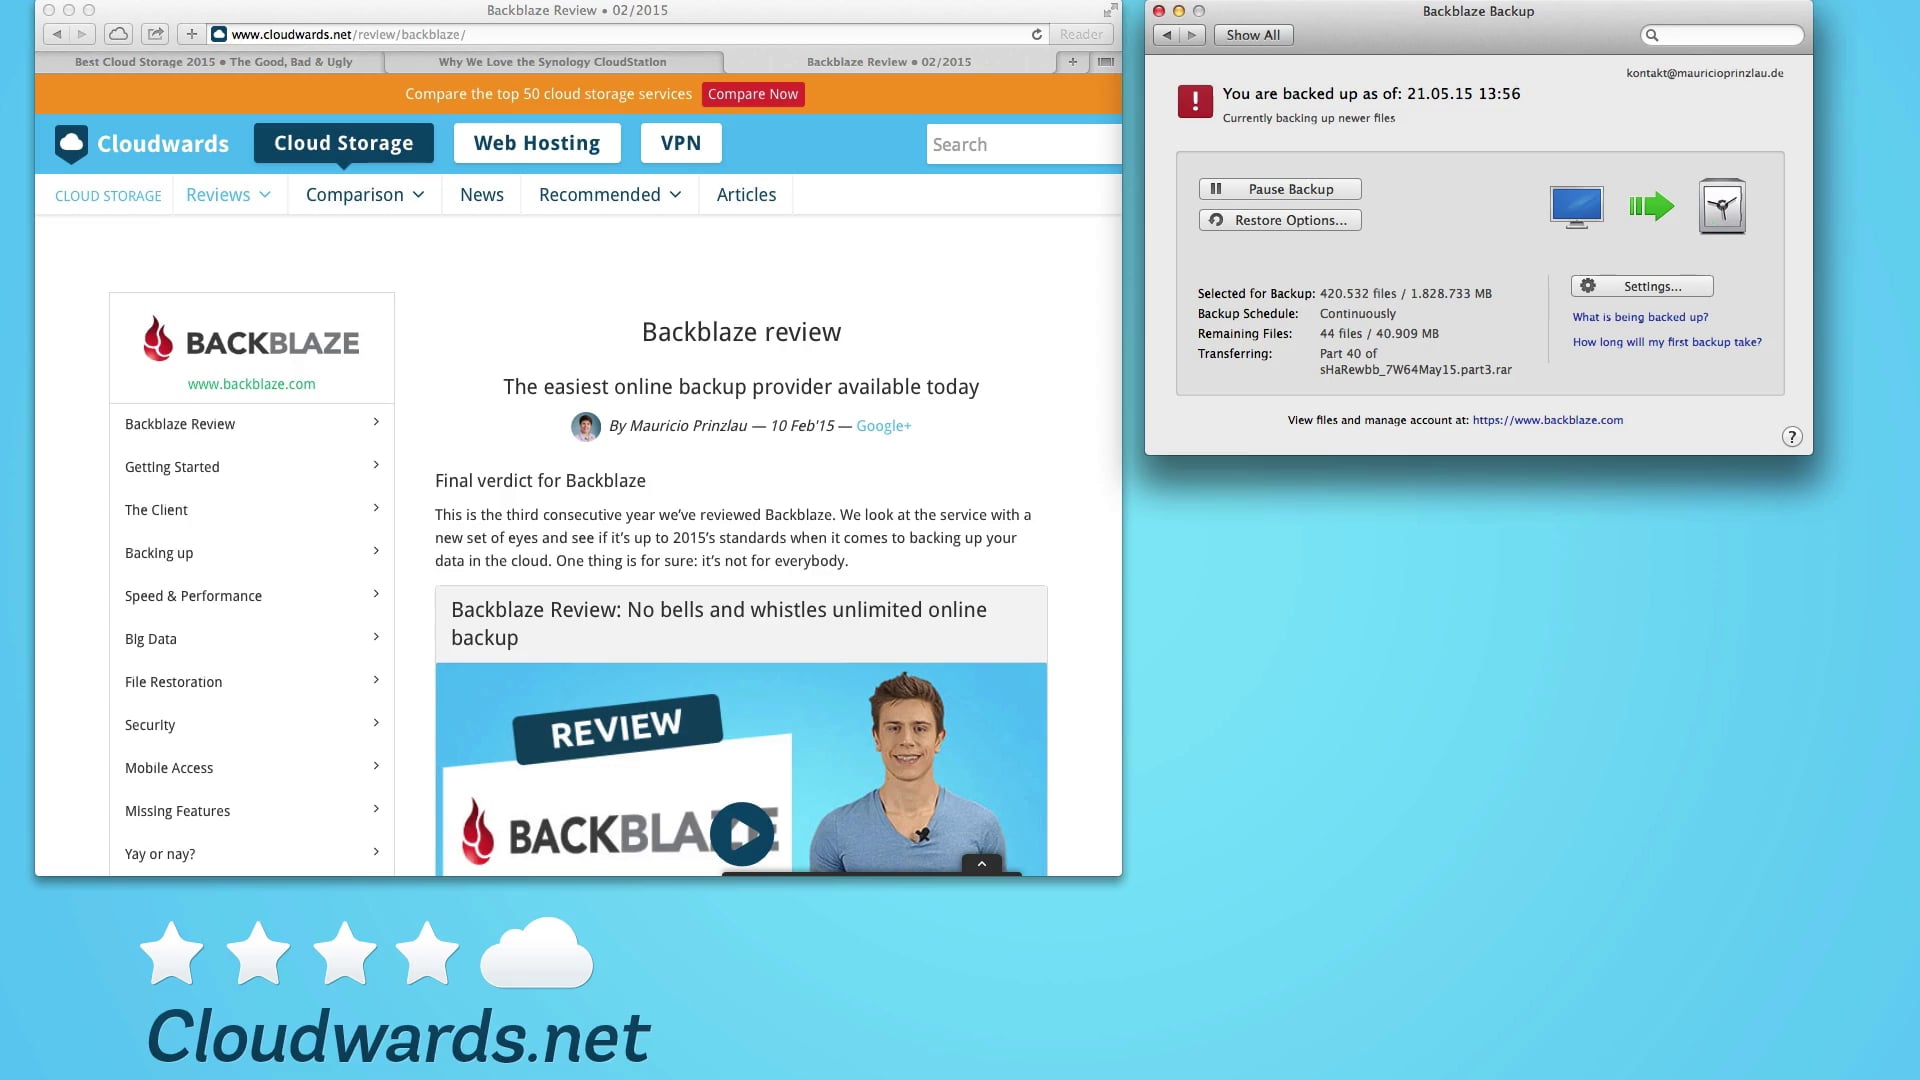 Backblaze Review • 02/2015
www.cloudwards.net/review/backblaze/
Reader
Best Cloud Storage 2015 • The Good, Bad & Ugly
Why We Love the Synology CloudStation
Backblaze Review • 02/2015
Compare the top 50 cloud storage services
Compare Now
Cloudwards
Cloud Storage
Web Hosting
VPN
Search
CLOUD STORAGE
Reviews
Comparison
News
Recommended
Articles
BACKBLAZE
www.backblaze.com
Backblaze Review
Getting Started
The Client
Backing up
Speed & Performance
Big Data
File Restoration
Security
Mobile Access
Missing Features
Yay or nay?
Backblaze review
The easiest online backup provider available today
By Mauricio Prinzlau — 10 Feb'15 — Google+
Final verdict for Backblaze
This is the third consecutive year we've reviewed Backblaze. We look at the service with a
new set of eyes and see if it's up to 2015's standards when it comes to backing up your
data in the cloud. One thing is for sure: it's not for everybody.
Backblaze Review: No bells and whistles unlimited online
backup
REVIEW
BACKBLAZE
Backblaze Backup
Show All
kontakt@mauricioprinzlau.de
You are backed up as of: 21.05.15 13:56
Currently backing up newer files
Pause Backup
Restore Options...
Selected for Backup: 420.532 files / 1.828.733 MB
Backup Schedule: Continuously
Remaining Files: 44 files / 40.909 MB
Transferring: Part 40 of
sHaRewbb_7W64May15.part3.rar
Settings...
What is being backed up?
How long will my first backup take?
View files and manage account at: https://www.backblaze.com
?
Cloudwards.net